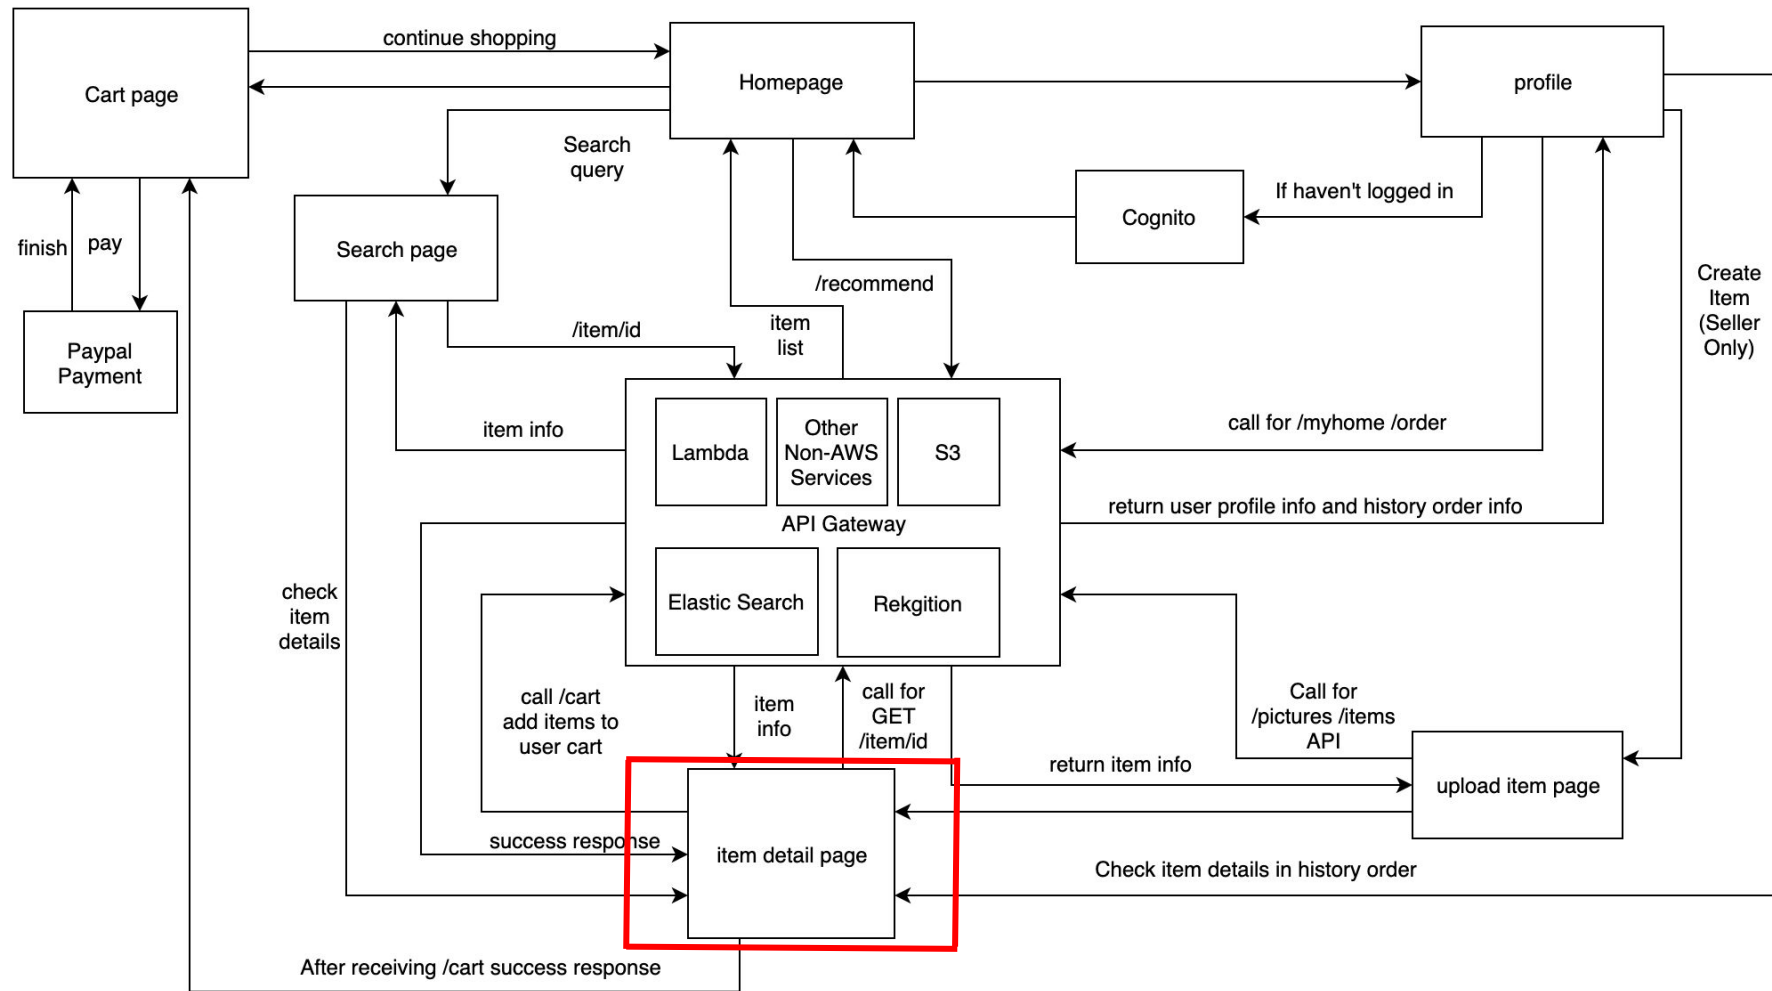 continue shopping
Cart page
Homepage
profile
Search
query
If haven't logged in
Cognito
finish
pay
Search page
Create
Item
(Seller
Only)
/recommend
/item/id
item
list
Paypal
Payment
item info
Lambda
Other
Non-AWS
Services
S3
call for /myhome /order
return user profile info and history order info
API Gateway
check
item
details
Elastic Search
Rekgition
call /cart
add items to
user cart
item
info
call for
GET
/item/id
Call for
/pictures /items
API
return item info
upload item page
success response
item detail page
Check item details in history order
After receiving /cart success response